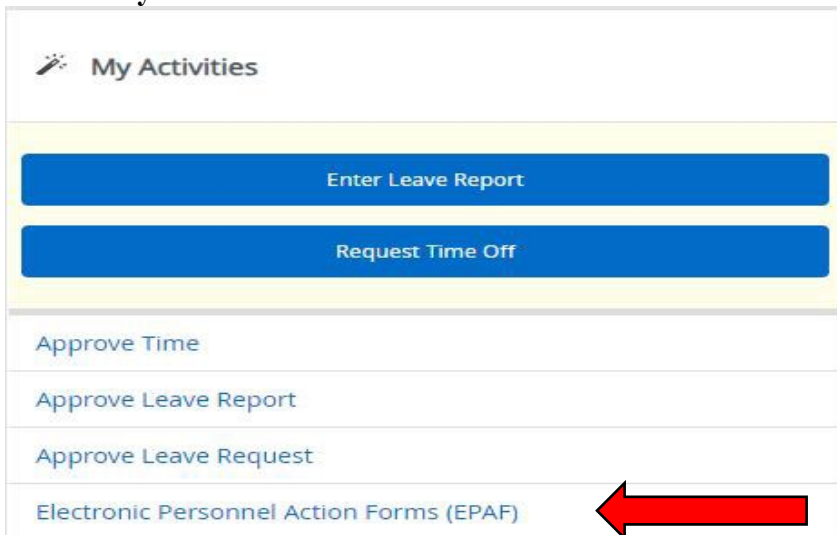 My Activities
Enter Leave Report
Request Time Off
Approve Time
Approve Leave Report
Approve Leave Request
Electronic Personnel Action Forms (EPAF)